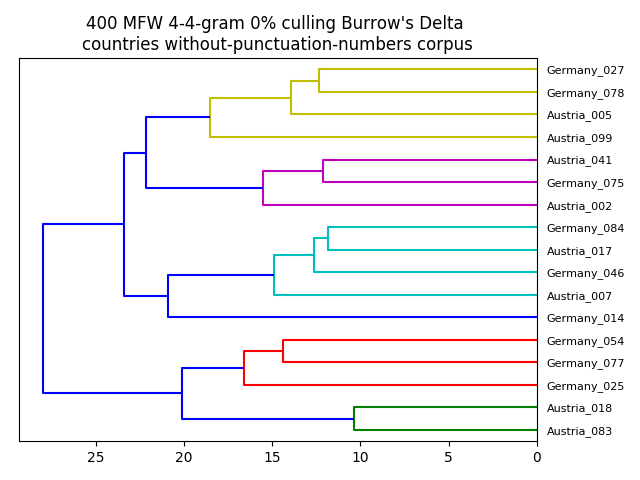 400 MFW 4-4-gram 0% culling Burrow's Delta
countries without-punctuation-numbers corpus
Germany_027
Germany_078
Austria_005
Austria_099
Austria_041
Germany_075
Austria_002
Germany_084
Austria_017
Germany_046
Austria_007
Germany_014
Germany_054
Germany_077
Germany_025
Austria_018
Austria_083
25 20 15 10 5 0